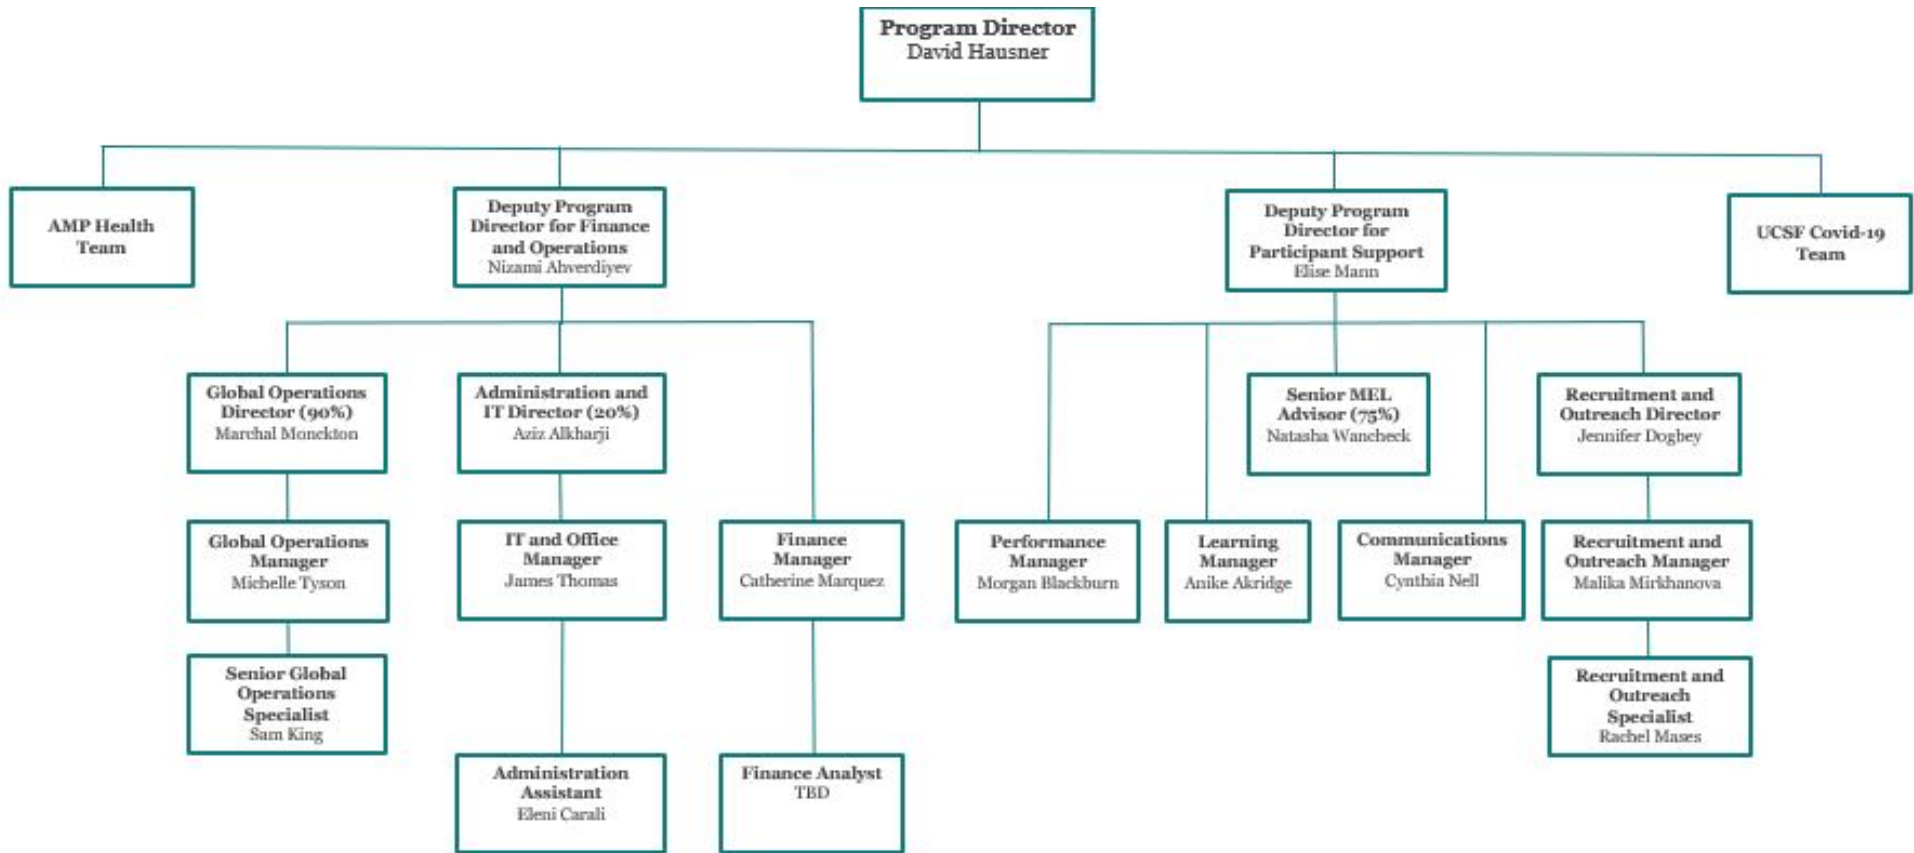 Program Director
David Hausner
AMP Health
Team
Deputy Program
Director for Finance
and Operations
Nizami Ahverdiyev
Deputy Program
Director for
Participant Support
Elise Mann
UCSF Covid-19
Team
Global Operations
Director (90%)
Marchal Monckton
Administration and
IT Director (20%)
Aziz Alkharji
Senior MEL
Advisor (75%)
Natasha Wancheck
Recruitment and
Outreach Director
Jennifer Dogbey
Global Operations
Manager
Michelle Tyson
IT and Office
Manager
James Thomas
Finance
Manager
Catherine Marquez
Performance
Manager
Morgan Blackburn
Learning
Manager
Anike Akridge
Communications
Manager
Cynthia Nell
Recruitment and
Outreach Manager
Malika Mirkhanova
Senior Global
Operations
Specialist
Sam King
Recruitment and
Outreach
Specialist
Rachel Mases
Administration
Assistant
Eleni Carali
Finance Analyst
TBD